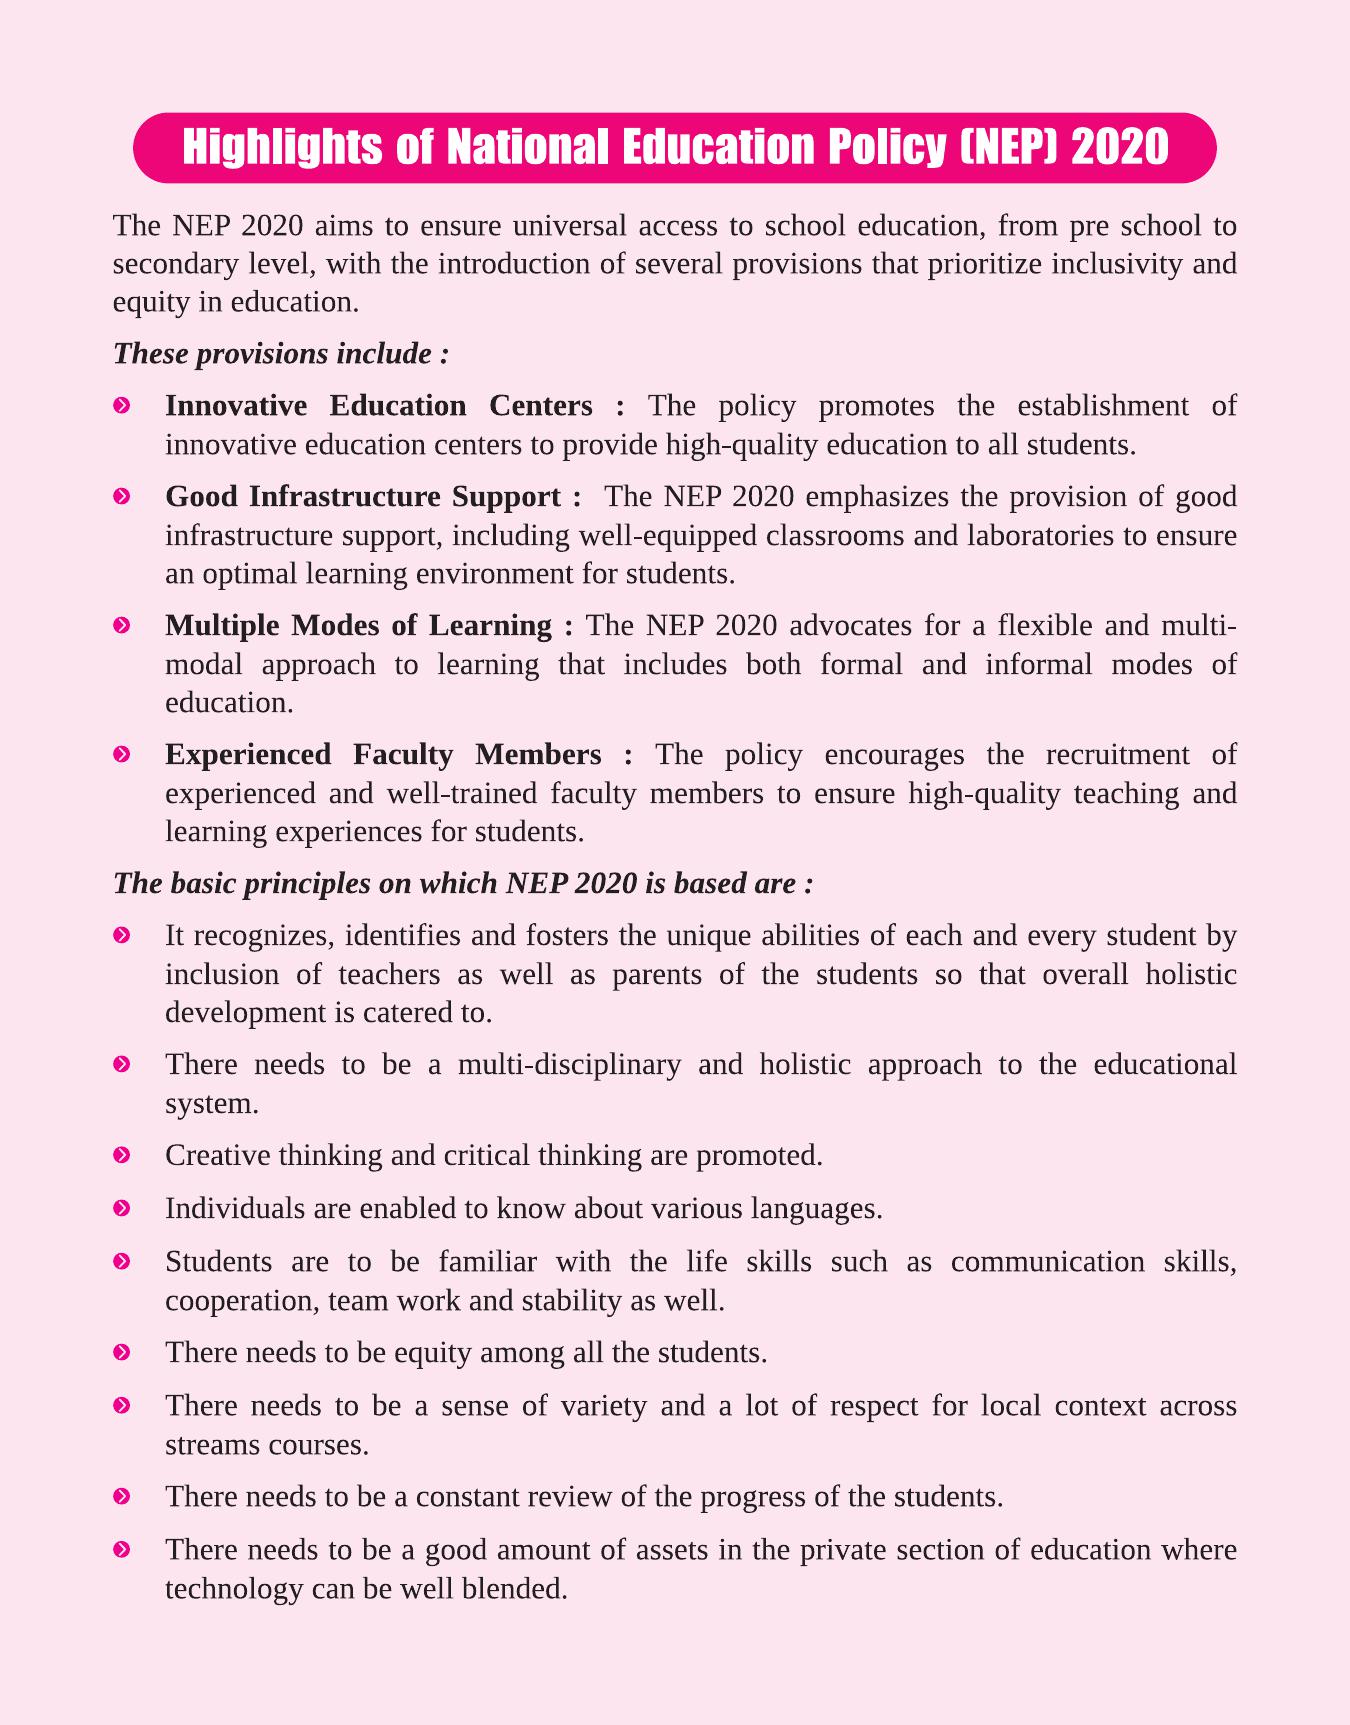 Highlights of National Education Policy (NEP) 2020
The NEP 2020 aims to ensure universal access to school education, from pre school to
secondary level, with the introduction of several provisions that prioritize inclusivity and
equity in education.
These provisions include :
Innovative Education Centers : The policy promotes the establishment of
innovative education centers to provide high-quality education to all students.
Good Infrastructure Support : The NEP 2020 emphasizes the provision of good
infrastructure support, including well-equipped classrooms and laboratories to ensure
an optimal learning environment for students.
Multiple Modes of Learning : The NEP 2020 advocates for a flexible and multi-
modal approach to learning that includes both formal and informal modes of
education.
Experienced Faculty Members : The policy encourages the recruitment of
experienced and well-trained faculty members to ensure high-quality teaching and
learning experiences for students.
The basic principles on which NEP 2020 is based are :
It recognizes, identifies and fosters the unique abilities of each and every student by
inclusion of teachers as well as parents of the students so that overall holistic
development is catered to.
There needs to be a multi-disciplinary and holistic approach to the educational
system.
Creative thinking and critical thinking are promoted.
Individuals are enabled to know about various languages.
Students are to be familiar with the life skills such as communication skills,
cooperation, team work and stability as well.
There needs to be equity among all the students.
There needs to be a sense of variety and a lot of respect for local context across
streams courses.
There needs to be a constant review of the progress of the students.
There needs to be a good amount of assets in the private section of education where
technology can be well blended.